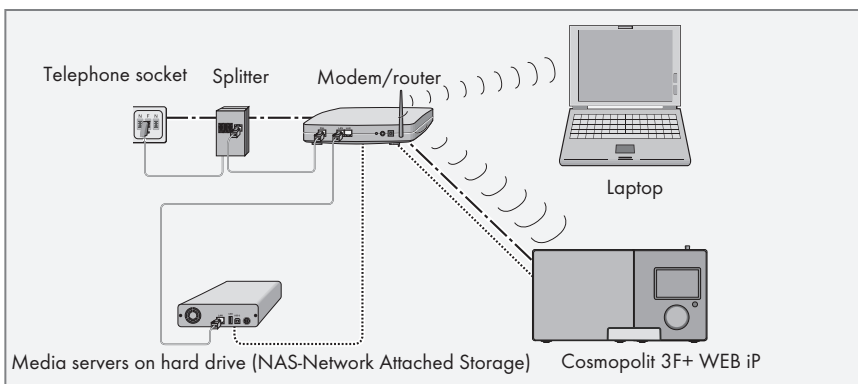 Telephone socket
Splitter
Modem/router
Laptop
Media servers on hard drive (NAS-Network Attached Storage)
Cosmopolit 3F+ WEB iP